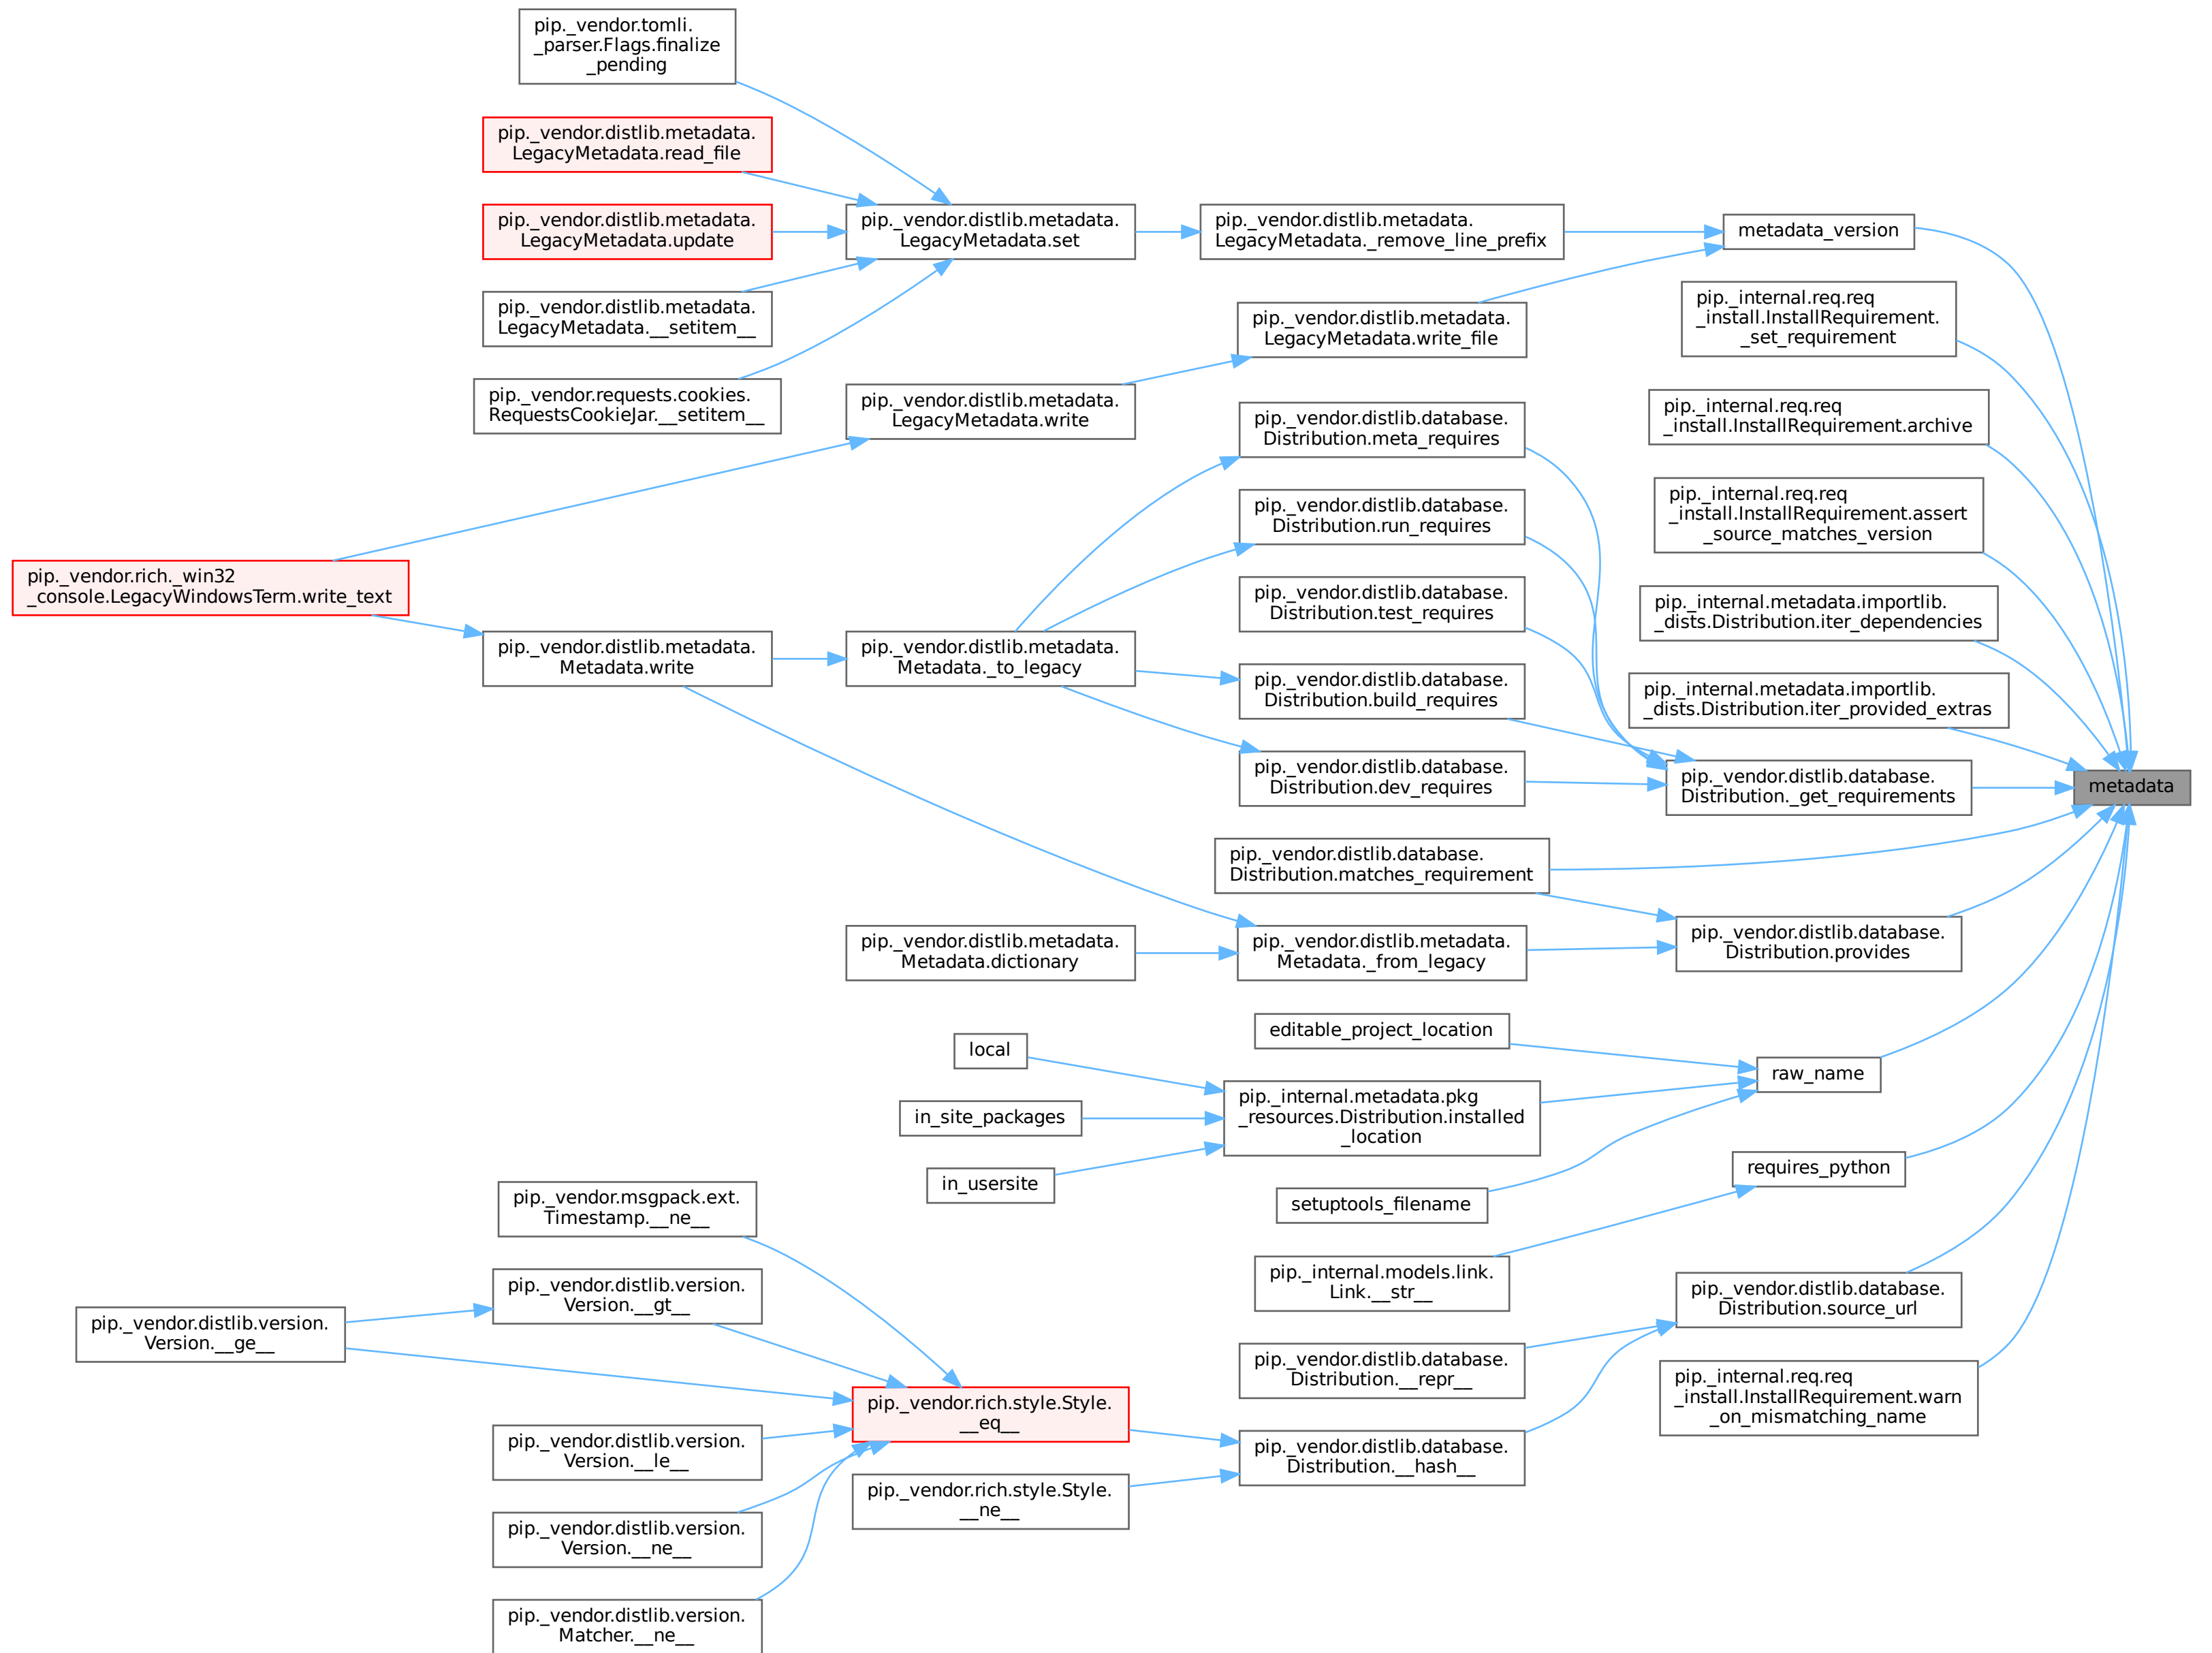 pip._vendor.tomli.
_parser.Flags.finalize
_pending
pip._vendor.distlib.metadata.
LegacyMetadata.read_file
pip._vendor.distlib.metadata.
LegacyMetadata.update
pip._vendor.distlib.metadata.
LegacyMetadata.__setitem__
pip._vendor.requests.cookies.
RequestsCookieJar.__setitem__
pip._vendor.distlib.metadata.
LegacyMetadata.set
pip._vendor.distlib.metadata.
LegacyMetadata._remove_line_prefix
metadata_version
pip._vendor.distlib.metadata.
LegacyMetadata.write_file
pip._vendor.distlib.metadata.
LegacyMetadata.write
pip._internal.req.req
_install.InstallRequirement.
_set_requirement
pip._internal.req.req
_install.InstallRequirement.archive
pip._internal.req.req
_install.InstallRequirement.assert
_source_matches_version
pip._internal.metadata.importlib.
_dists.Distribution.iter_dependencies
pip._internal.metadata.importlib.
_dists.Distribution.iter_provided_extras
pip._vendor.distlib.database.
Distribution.meta_requires
pip._vendor.distlib.database.
Distribution.run_requires
pip._vendor.distlib.database.
Distribution.test_requires
pip._vendor.distlib.database.
Distribution.build_requires
pip._vendor.distlib.database.
Distribution.dev_requires
pip._vendor.rich._win32
_console.LegacyWindowsTerm.write_text
pip._vendor.distlib.metadata.
Metadata.write
pip._vendor.distlib.metadata.
Metadata._to_legacy
pip._vendor.distlib.database.
Distribution._get_requirements
metadata
pip._vendor.distlib.database.
Distribution.matches_requirement
pip._vendor.distlib.metadata.
Metadata.dictionary
pip._vendor.distlib.metadata.
Metadata._from_legacy
pip._vendor.distlib.database.
Distribution.provides
editable_project_location
local
in_site_packages
in_usersite
pip._internal.metadata.pkg
_resources.Distribution.installed
_location
raw_name
setuptools_filename
requires_python
pip._internal.models.link.
Link.__str__
pip._vendor.distlib.database.
Distribution.source_url
pip._vendor.distlib.database.
Distribution.__repr__
pip._internal.req.req
_install.InstallRequirement.warn
_on_mismatching_name
pip._vendor.distlib.database.
Distribution.__hash__
pip._vendor.msgpack.ext.
Timestamp.__ne__
pip._vendor.distlib.version.
Version.__gt__
pip._vendor.distlib.version.
Version.__ge__
pip._vendor.rich.style.Style.
__eq__
pip._vendor.distlib.version.
Version.__le__
pip._vendor.rich.style.Style.
__ne__
pip._vendor.distlib.version.
Version.__ne__
pip._vendor.distlib.version.
Matcher.__ne__